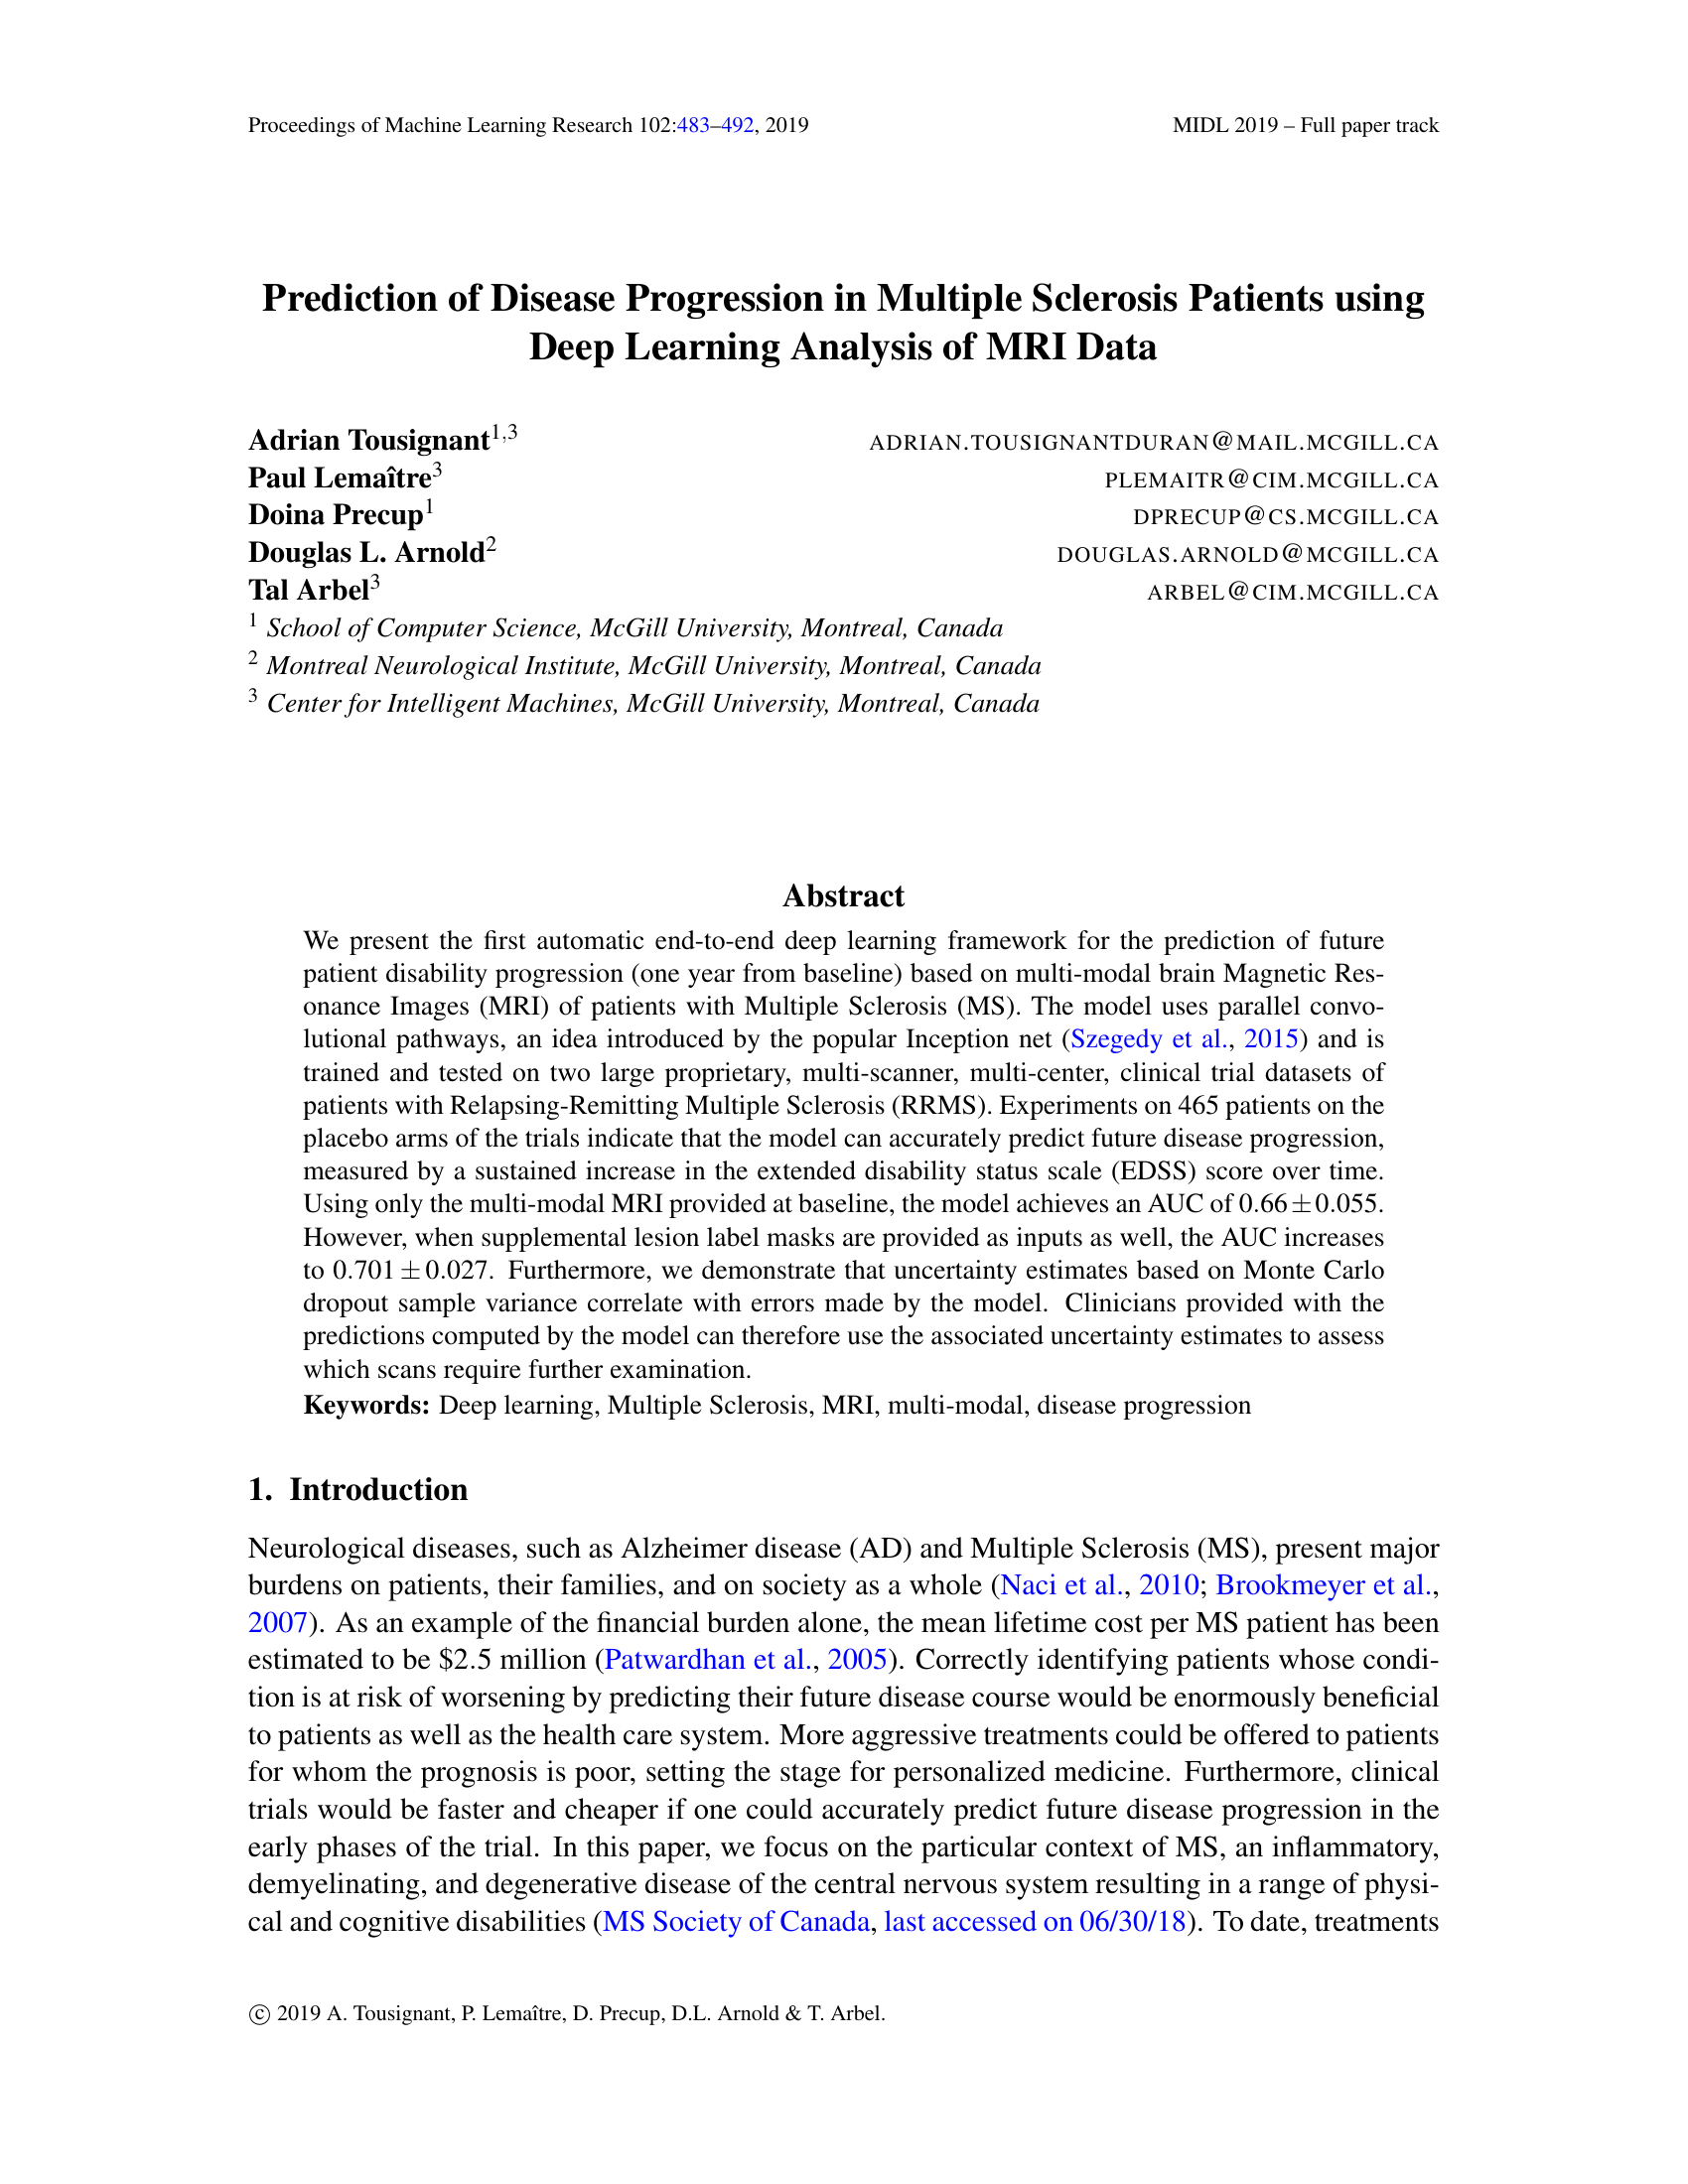 Proceedings of Machine Learning Research 102:483–492, 2019 MIDL 2019 – Full paper track
Prediction of Disease Progression in Multiple Sclerosis Patients using
Deep Learning Analysis of MRI Data
Adrian Tousignant1,3 ADRIAN.TOUSIGNANTDURAN@MAIL.MCGILL.CA
Paul Lemaître3 PLEMAITR@CIM.MCGILL.CA
Doina Precup1 DPRECUP@CS.MCGILL.CA
Douglas L. Arnold2 DOUGLAS.ARNOLD@MCGILL.CA
Tal Arbel3 ARBEL@CIM.MCGILL.CA
1 School of Computer Science, McGill University, Montreal, Canada
2 Montreal Neurological Institute, McGill University, Montreal, Canada
3 Center for Intelligent Machines, McGill University, Montreal, Canada
Abstract
We present the first automatic end-to-end deep learning framework for the prediction of future
patient disability progression (one year from baseline) based on multi-modal brain Magnetic Res-
onance Images (MRI) of patients with Multiple Sclerosis (MS). The model uses parallel convo-
lutional pathways, an idea introduced by the popular Inception net (Szegedy et al., 2015) and is
trained and tested on two large proprietary, multi-scanner, multi-center, clinical trial datasets of
patients with Relapsing-Remitting Multiple Sclerosis (RRMS). Experiments on 465 patients on the
placebo arms of the trials indicate that the model can accurately predict future disease progression,
measured by a sustained increase in the extended disability status scale (EDSS) score over time.
Using only the multi-modal MRI provided at baseline, the model achieves an AUC of 0.66±0.055.
However, when supplemental lesion label masks are provided as inputs as well, the AUC increases
to 0.701±0.027. Furthermore, we demonstrate that uncertainty estimates based on Monte Carlo
dropout sample variance correlate with errors made by the model. Clinicians provided with the
predictions computed by the model can therefore use the associated uncertainty estimates to assess
which scans require further examination.
Keywords: Deep learning, Multiple Sclerosis, MRI, multi-modal, disease progression
1. Introduction
Neurological diseases, such as Alzheimer disease (AD) and Multiple Sclerosis (MS), present major
burdens on patients, their families, and on society as a whole (Naci et al., 2010; Brookmeyer et al.,
2007). As an example of the financial burden alone, the mean lifetime cost per MS patient has been
estimated to be $2.5 million (Patwardhan et al., 2005). Correctly identifying patients whose condi-
tion is at risk of worsening by predicting their future disease course would be enormously beneficial
to patients as well as the health care system. More aggressive treatments could be offered to patients
for whom the prognosis is poor, setting the stage for personalized medicine. Furthermore, clinical
trials would be faster and cheaper if one could accurately predict future disease progression in the
early phases of the trial. In this paper, we focus on the particular context of MS, an inflammatory,
demyelinating, and degenerative disease of the central nervous system resulting in a range of physi-
cal and cognitive disabilities (MS Society of Canada, last accessed on 06/30/18). To date, treatments
© 2019 A. Tousignant, P. Lemaître, D. Precup, D.L. Arnold & T. Arbel.